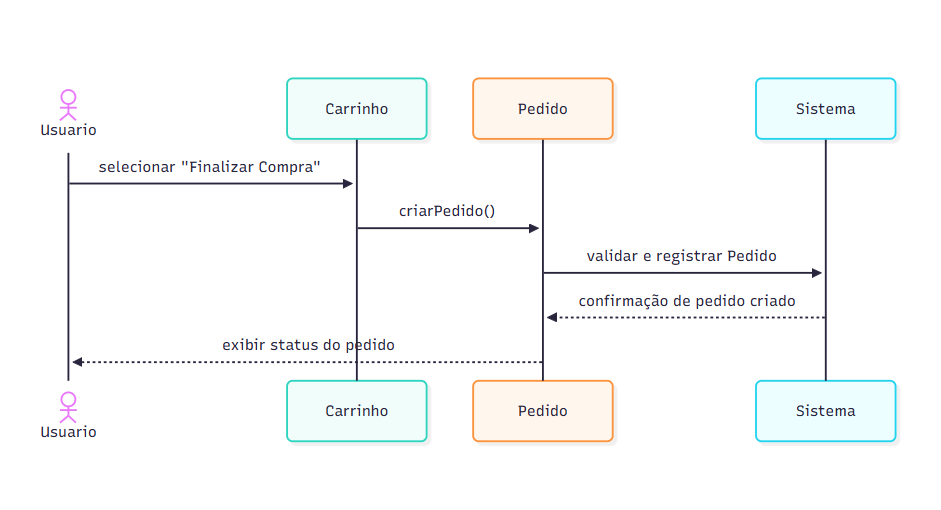 Usuario
Carrinho
Pedido
Sistema
selecionar "Finalizar Compra"
criarPedido()
validar e registrar Pedido
confirmação de pedido criado
exibir status do pedido
Usuario
Carrinho
Pedido
Sistema